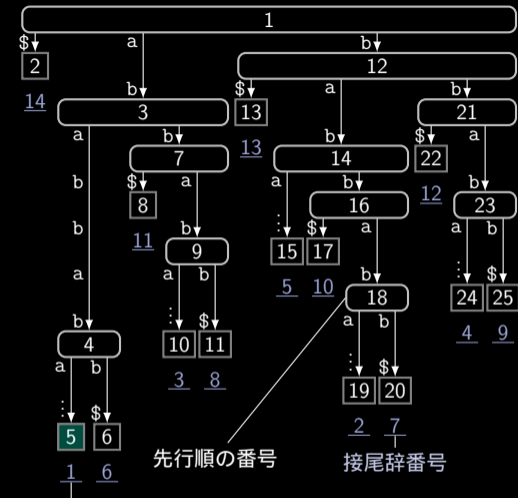 1
$ a b
2 12
14 b $ a b
3 13 21
a b 13 b $ a
7 14 22
b $ a a b 12 b
8 16 23
b 11 b ⋮ $ a a b
9 15 17 ⋮ $
a a b 5 10 b 24 25
b ⋮ $ 18 4 9
4 10 11 a b
a b 3 8 ⋮ $
⋮ $ 19 20
5 6 2 7
1 6 先行順の番号 接尾辞番号